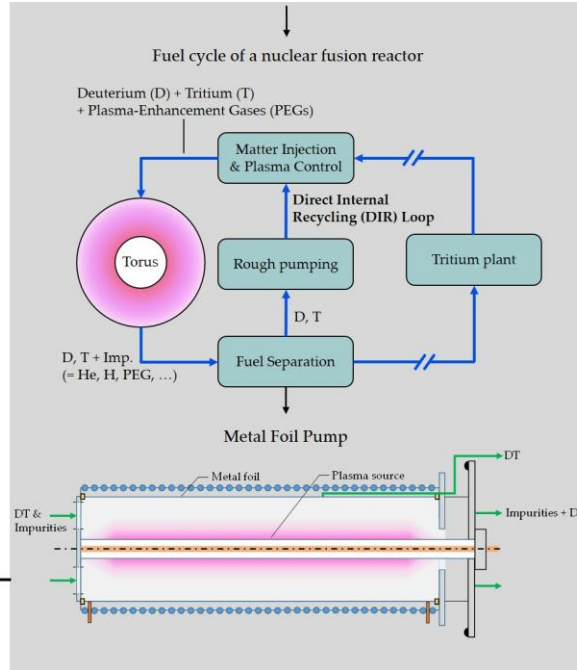 Fuel cycle of a nuclear fusion reactor
Deuterium (D) + Tritium (T)
+ Plasma-Enhancement Gases (PEGs)
Matter Injection
& Plasma Control
Direct Internal
Recycling (DIR) Loop
Torus
Rough pumping
Tritium plant
D, T
D, T + Imp.
(= He, H, PEG, …)
Fuel Separation
Metal Foil Pump
DT
Metal foil
Plasma source
DT &
Impurities
Impurities + D